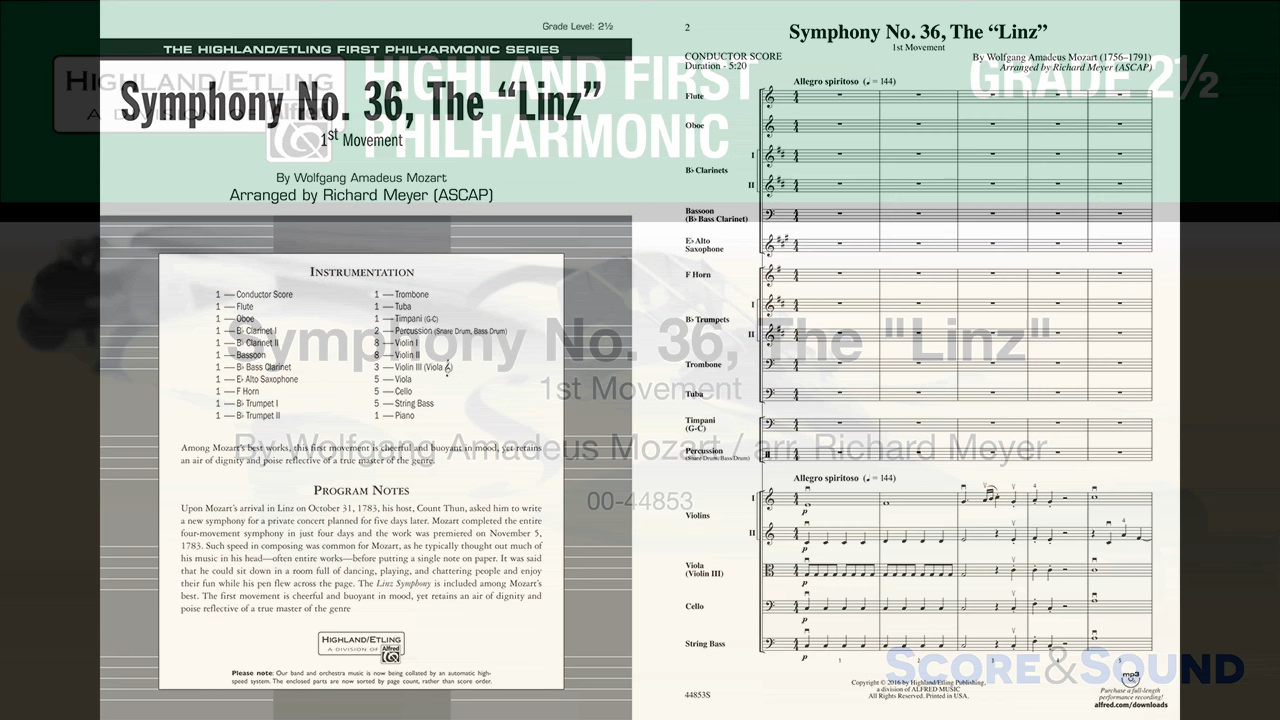 Grade Level: 2½
THE HIGHLAND/ETLING FIRST PHILHARMONIC SERIES
HIGHLAND/ETLING
A DIVISION OF
HIGHLAND FIRST
PHILHARMONIC
GRADE 2½
Symphony No. 36, The “Linz”
1st Movement
By Wolfgang Amadeus Mozart
Arranged by Richard Meyer (ASCAP)
INSTRUMENTATION
1 — Conductor Score
1 — Flute
1 — Oboe
1 — B♭ Clarinet I
1 — B♭ Clarinet II
1 — Bassoon
1 — B♭ Bass Clarinet
1 — E♭ Alto Saxophone
1 — F Horn
1 — B♭ Trumpet I
1 — B♭ Trumpet II
1 — Trombone
1 — Tuba
1 — Timpani (G-C)
2 — Percussion (Snare Drum, Bass Drum)
8 — Violin I
8 — Violin II
3 — Violin III (Viola 𝄞)
5 — Viola
5 — Cello
5 — String Bass
1 — Piano
Among Mozart's best works, this first movement is cheerful and buoyant in mood, yet retains
an air of dignity and poise reflective of a true master of the genre
PROGRAM NOTES
Upon Mozart's arrival in Linz on October 31, 1783, his host, Count Thun, asked him to write
a new symphony for a private concert planned for five days later. Mozart completed the entire
four-movement symphony in just four days and the work was premiered on November 5,
1783. Such speed in composing was common for Mozart, as he typically thought out much of
his music in his head—often entire works—before putting a single note on paper. It was said
that he could sit down in a room full of dancing, playing, and chattering people and enjoy
their fun while his pen flew across the page. The Linz Symphony is included among Mozart's
best. The first movement is cheerful and buoyant in mood, yet retains an air of dignity and
poise reflective of a true master of the genre
HIGHLAND/ETLING
A DIVISION OF Alfred
Please note: Our band and orchestra music is now being collated by an automatic high-
speed system. The enclosed parts are now sorted by page count, rather than score order.
Symphony No. 36, The "Linz"
1st Movement
By Wolfgang Amadeus Mozart / arr. Richard Meyer
00-44853
2
Symphony No. 36, The “Linz”
1st Movement
CONDUCTOR SCORE
Duration - 5:20
By Wolfgang Amadeus Mozart (1756–1791)
Arranged by Richard Meyer (ASCAP)
Allegro spiritoso (♩ = 144)
Flute
Oboe
I
B♭ Clarinets
II
Bassoon
(B♭ Bass Clarinet)
E♭ Alto
Saxophone
F Horn
I
B♭ Trumpets
II
Trombone
Tuba
Timpani
(G-C)
Percussion
(Snare Drum, Bass Drum)
Allegro spiritoso (♩ = 144)
I
Violins
II
Viola
(Violin III)
Cello
String Bass
SCORE&SOUND
Copyright © 2016 by Highland/Etling Publishing,
a division of ALFRED MUSIC
All Rights Reserved. Printed in USA.
44853S
mp3
Purchase a full-length
performance recording!
alfred.com/downloads